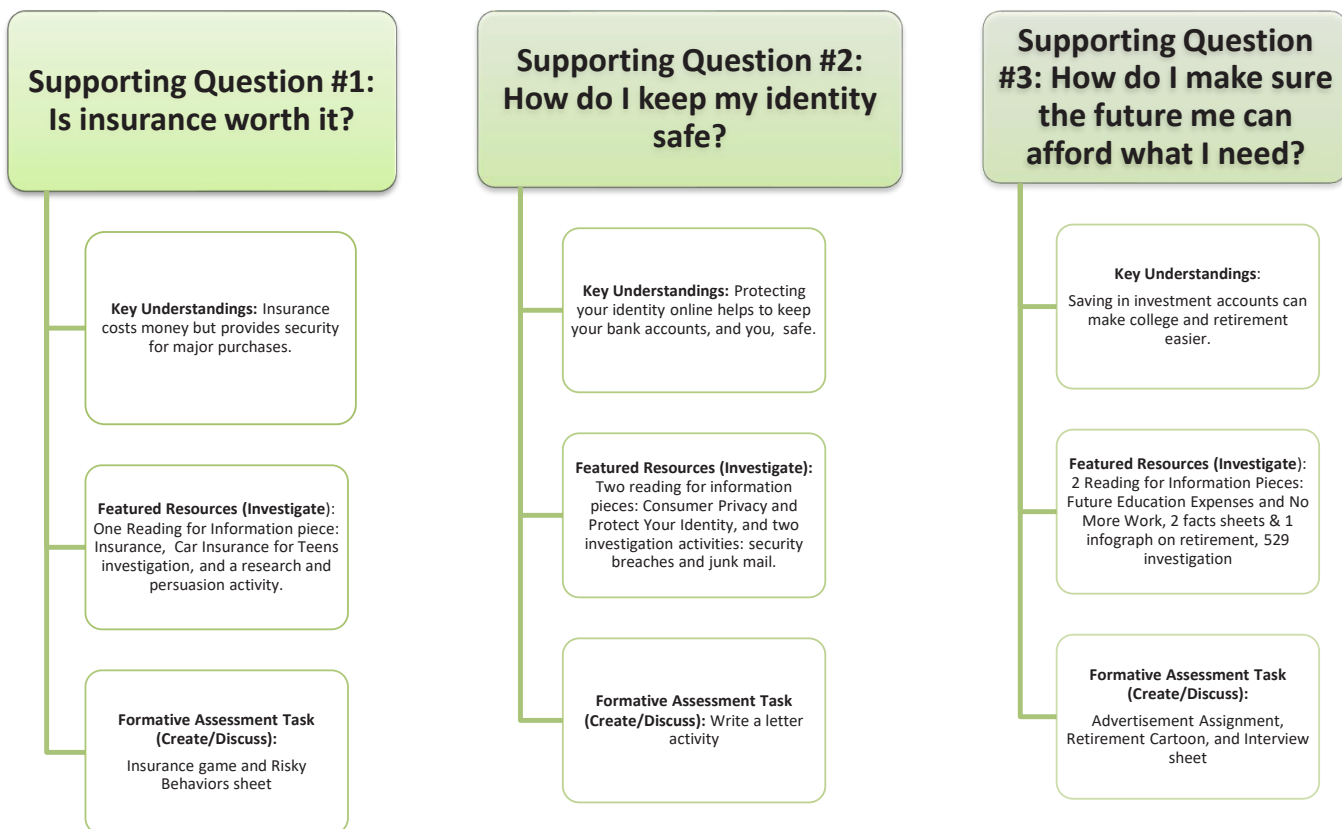 Supporting Question #1:
Is insurance worth it?
Key Understandings: Insurance
costs money but provides security
for major purchases.
Featured Resources (Investigate):
One Reading for Information piece:
Insurance, Car Insurance for Teens
investigation, and a research and
persuasion activity.
Formative Assessment Task
(Create/Discuss):
Insurance game and Risky
Behaviors sheet
Supporting Question #2:
How do I keep my identity
safe?
Key Understandings: Protecting
your identity online helps to keep
your bank accounts, and you, safe.
Featured Resources (Investigate):
Two reading for information
pieces: Consumer Privacy and
Protect Your Identity, and two
investigation activities: security
breaches and junk mail.
Formative Assessment Task
(Create/Discuss): Write a letter
activity
Supporting Question
#3: How do I make sure
the future me can
afford what I need?
Key Understandings:
Saving in investment accounts can
make college and retirement
easier.
Featured Resources (Investigate):
2 Reading for Information Pieces:
Future Education Expenses and No
More Work, 2 facts sheets & 1
infograph on retirement, 529
investigation
Formative Assessment Task
(Create/Discuss):
Advertisement Assignment,
Retirement Cartoon, and Interview
sheet